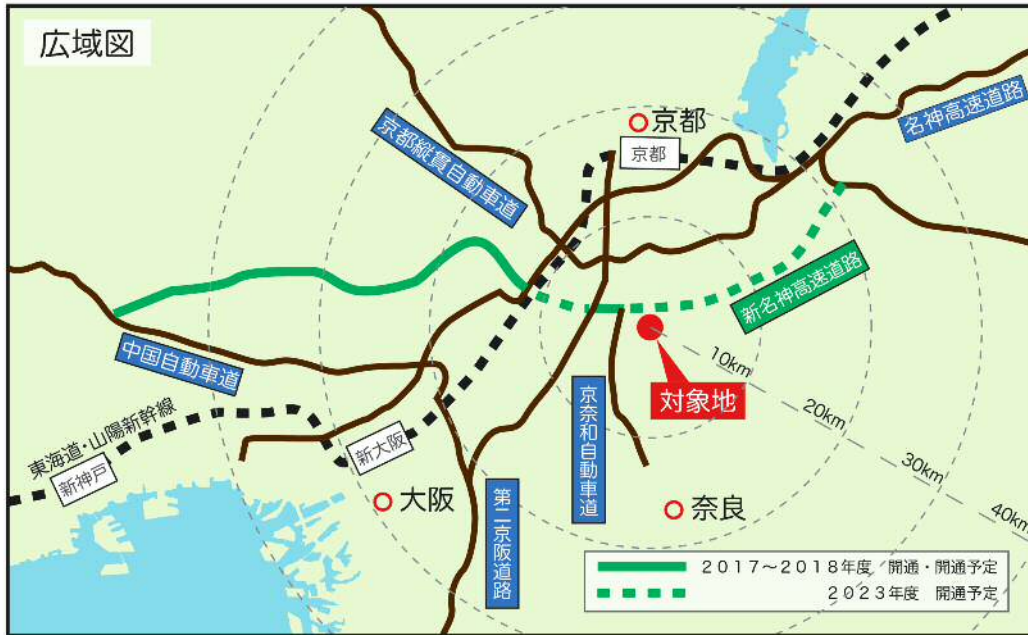 広域図
京都
京都
名神高速道路
京都縦貫自動車道
新名神高速道路
中国自動車道
10km
対象地
20km
東海道・山陽新幹線
新大阪
京奈和自動車道
30km
新神戸
大阪
第二京阪道路
奈良
40km
2017〜2018年度 開通・開通予定
2023年度 開通予定